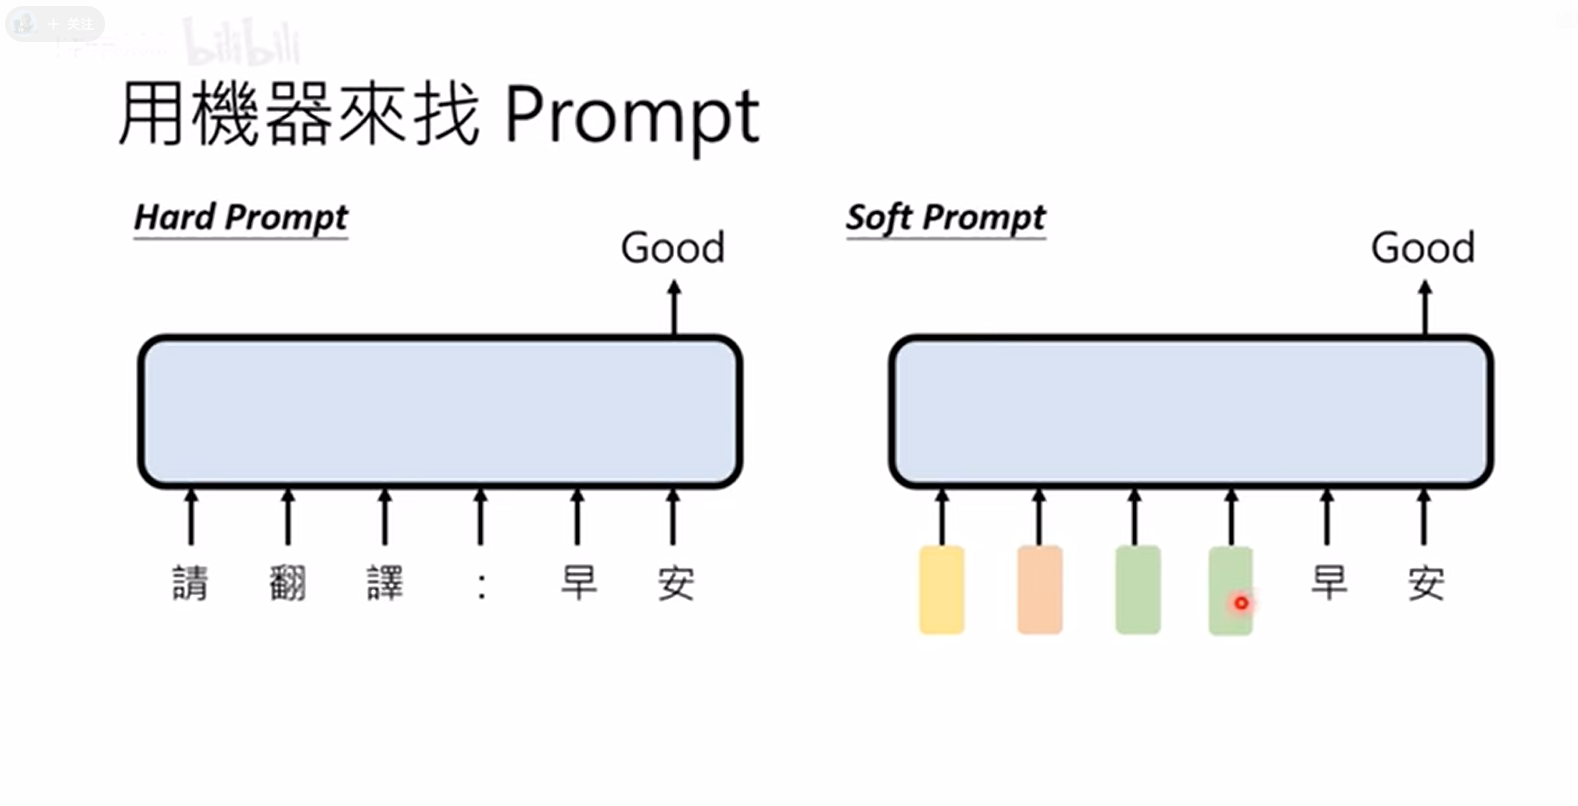 + 关注
bilibili
用機器來找 Prompt
Hard Prompt
Good
請 翻 譯 : 早 安
Soft Prompt
Good
早 安